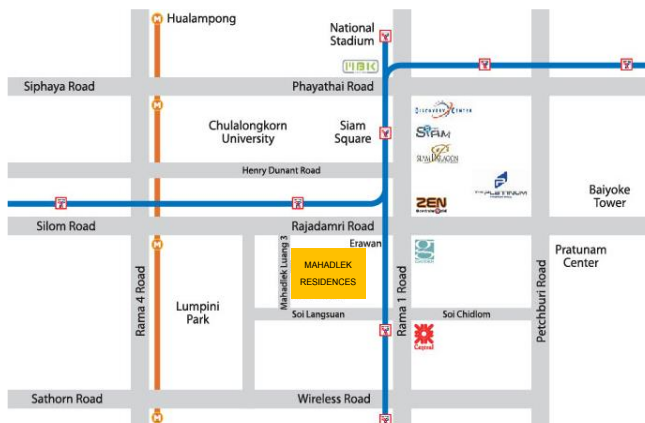 Hualampong
National
Stadium
MBK
Siphaya Road
Phayathai Road
DISCOVERY CENTER
Chulalongkorn
University
Siam
Square
SIAM
SIAM PARAGON
Henry Dunant Road
THE PLATINUM
ZEN
Baiyoke
Tower
Silom Road
Rajadamri Road
Erawan
Mahadlek Luang 3
MAHADLEK
RESIDENCES
g
Pratunam
Center
Rama 4 Road
Lumpini
Park
Rama 1 Road
Petchburi Road
Soi Langsuan
Soi Chidlom
Central
Sathorn Road
Wireless Road